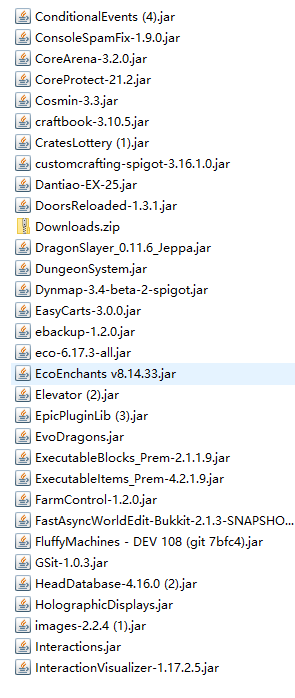 ConditionalEvents (4).jar
ConsoleSpamFix-1.9.0.jar
CoreArena-3.2.0.jar
CoreProtect-21.2.jar
Cosmin-3.3.jar
craftbook-3.10.5.jar
CratesLottery (1).jar
customcrafting-spigot-3.16.1.0.jar
Dantiao-EX-25.jar
DoorsReloaded-1.3.1.jar
Downloads.zip
DragonSlayer_0.11.6_Jeppa.jar
DungeonSystem.jar
Dynmap-3.4-beta-2-spigot.jar
EasyCarts-3.0.0.jar
ebackup-1.2.0.jar
eco-6.17.3-all.jar
EcoEnchants v8.14.33.jar
Elevator (2).jar
EpicPluginLib (3).jar
EvoDragons.jar
ExecutableBlocks_Prem-2.1.1.9.jar
ExecutableItems_Prem-4.2.1.9.jar
FarmControl-1.2.0.jar
FastAsyncWorldEdit-Bukkit-2.1.3-SNAPSHO...
FluffyMachines - DEV 108 (git 7bfc4).jar
GSit-1.0.3.jar
HeadDatabase-4.16.0 (2).jar
HolographicDisplays.jar
images-2.2.4 (1).jar
Interactions.jar
InteractionVisualizer-1.17.2.5.jar